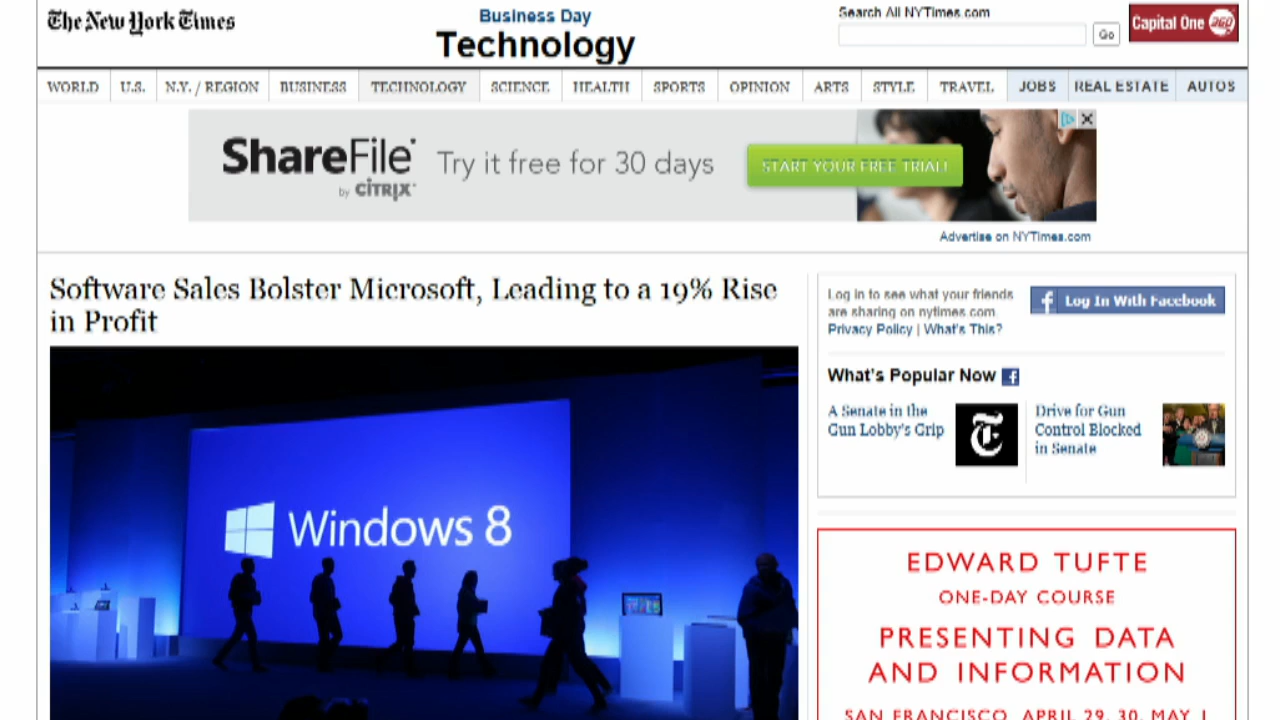 The New York Times
Business Day
Technology
Search All NYTimes.com
Go
Capital One 360
WORLD U.S. N.Y. / REGION BUSINESS TECHNOLOGY SCIENCE HEALTH SPORTS OPINION ARTS STYLE TRAVEL JOBS REAL ESTATE AUTOS
ShareFile
by CITRIX
Try it free for 30 days
START YOUR FREE TRIAL!
Advertise on NYTimes.com
Software Sales Bolster Microsoft, Leading to a 19% Rise
in Profit
Windows 8
Log in to see what your friends
are sharing on nytimes.com
Privacy Policy | What's This?
f Log In With Facebook
What's Popular Now f
A Senate in the
Gun Lobby's Grip
T
Drive for Gun
Control Blocked
in Senate
EDWARD TUFTE
ONE-DAY COURSE
PRESENTING DATA
AND INFORMATION
SAN FRANCISCO, APRIL 29, 30, MAY 1